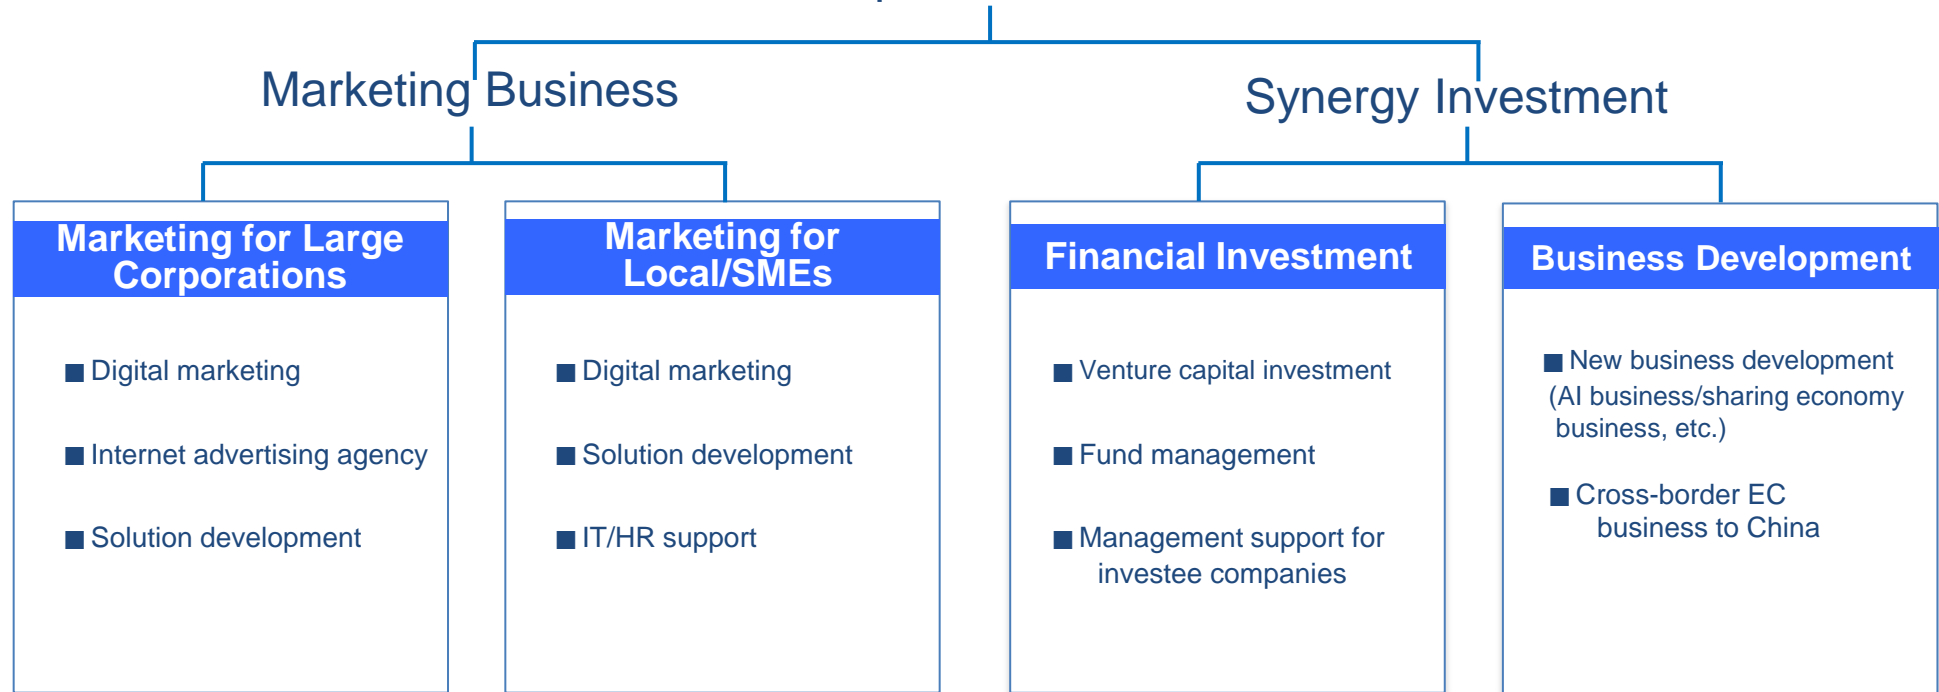 Marketing Business
Synergy Investment
Marketing for Large
Corporations
■ Digital marketing
■ Internet advertising agency
■ Solution development
Marketing for
Local/SMEs
■ Digital marketing
■ Solution development
■ IT/HR support
Financial Investment
■ Venture capital investment
■ Fund management
■ Management support for
investee companies
Business Development
■ New business development
(AI business/sharing economy
business, etc.)
■ Cross-border EC
business to China